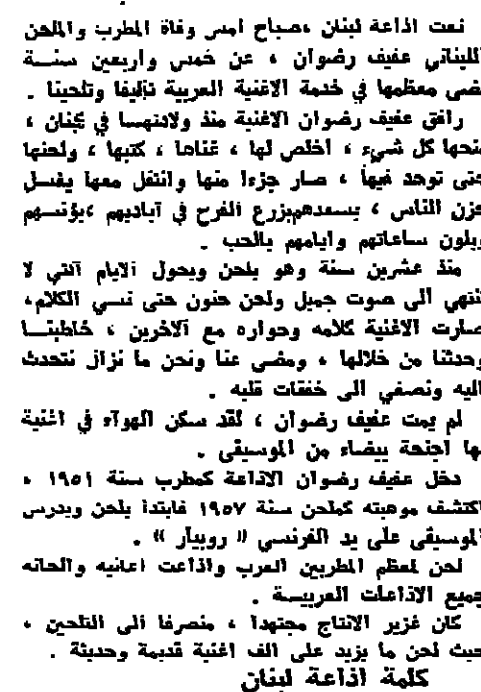 نعت اذاعة لبنان ،صباح امس وفاة المطرب والملحن
اللبناني عفيف رضوان ، عن خمس واربعين سنــة
قضى معظمها في خدمة الاغنية العربية تأليفا وتلحينا .
رافق عفيف رضوان الاغنية منذ ولادتهــا في لبنان ،
منحها كل شيء ، اخلص لها ، غناها ، كتبها ، ولحنها
حتى توحد فيها ، صار جزءا منها وانتقل معها يغسل
حزن الناس ، يسعدهم،يزرع الفرح في أياديهم ،يؤنسهم
ويلون ساعاتهم وايامهم بالحب .
منذ عشرين سنة وهو يلحن ويحول الايام التي لا
تنتهي الى صوت جميل ولحن حنون حتى نسي الكلام،
صارت الاغنية كلامه وحواره مع الآخرين ، خاطبنــا
وحدثنا من خلالها ، ومضى عنا ونحن ما نزال نتحدث
اليه ونصغي الى خفقات قلبه .
لم يمت عفيف رضوان ، لقد سكن الهواء في اغنية
لها اجنحة بيضاء من الموسيقى .
دخل عفيف رضوان الاذاعة كمطرب سنة ١٩٥١ ،
اكتشف موهبته كملحن سنة ١٩٥٧ فابتدأ يلحن ويدرس
الموسيقى على يد الفرنسي « روبيار » .
لحن لمعظم المطربين العرب واذاعت اغانيه والحانه
جميع الاذاعات العربيــة .
كان غزير الانتاج مجتهدا ، منصرفا الى التلحين ،
حيث لحن ما يزيد على الف اغنية قديمة وحديثة .
كلمة اذاعة لبنان